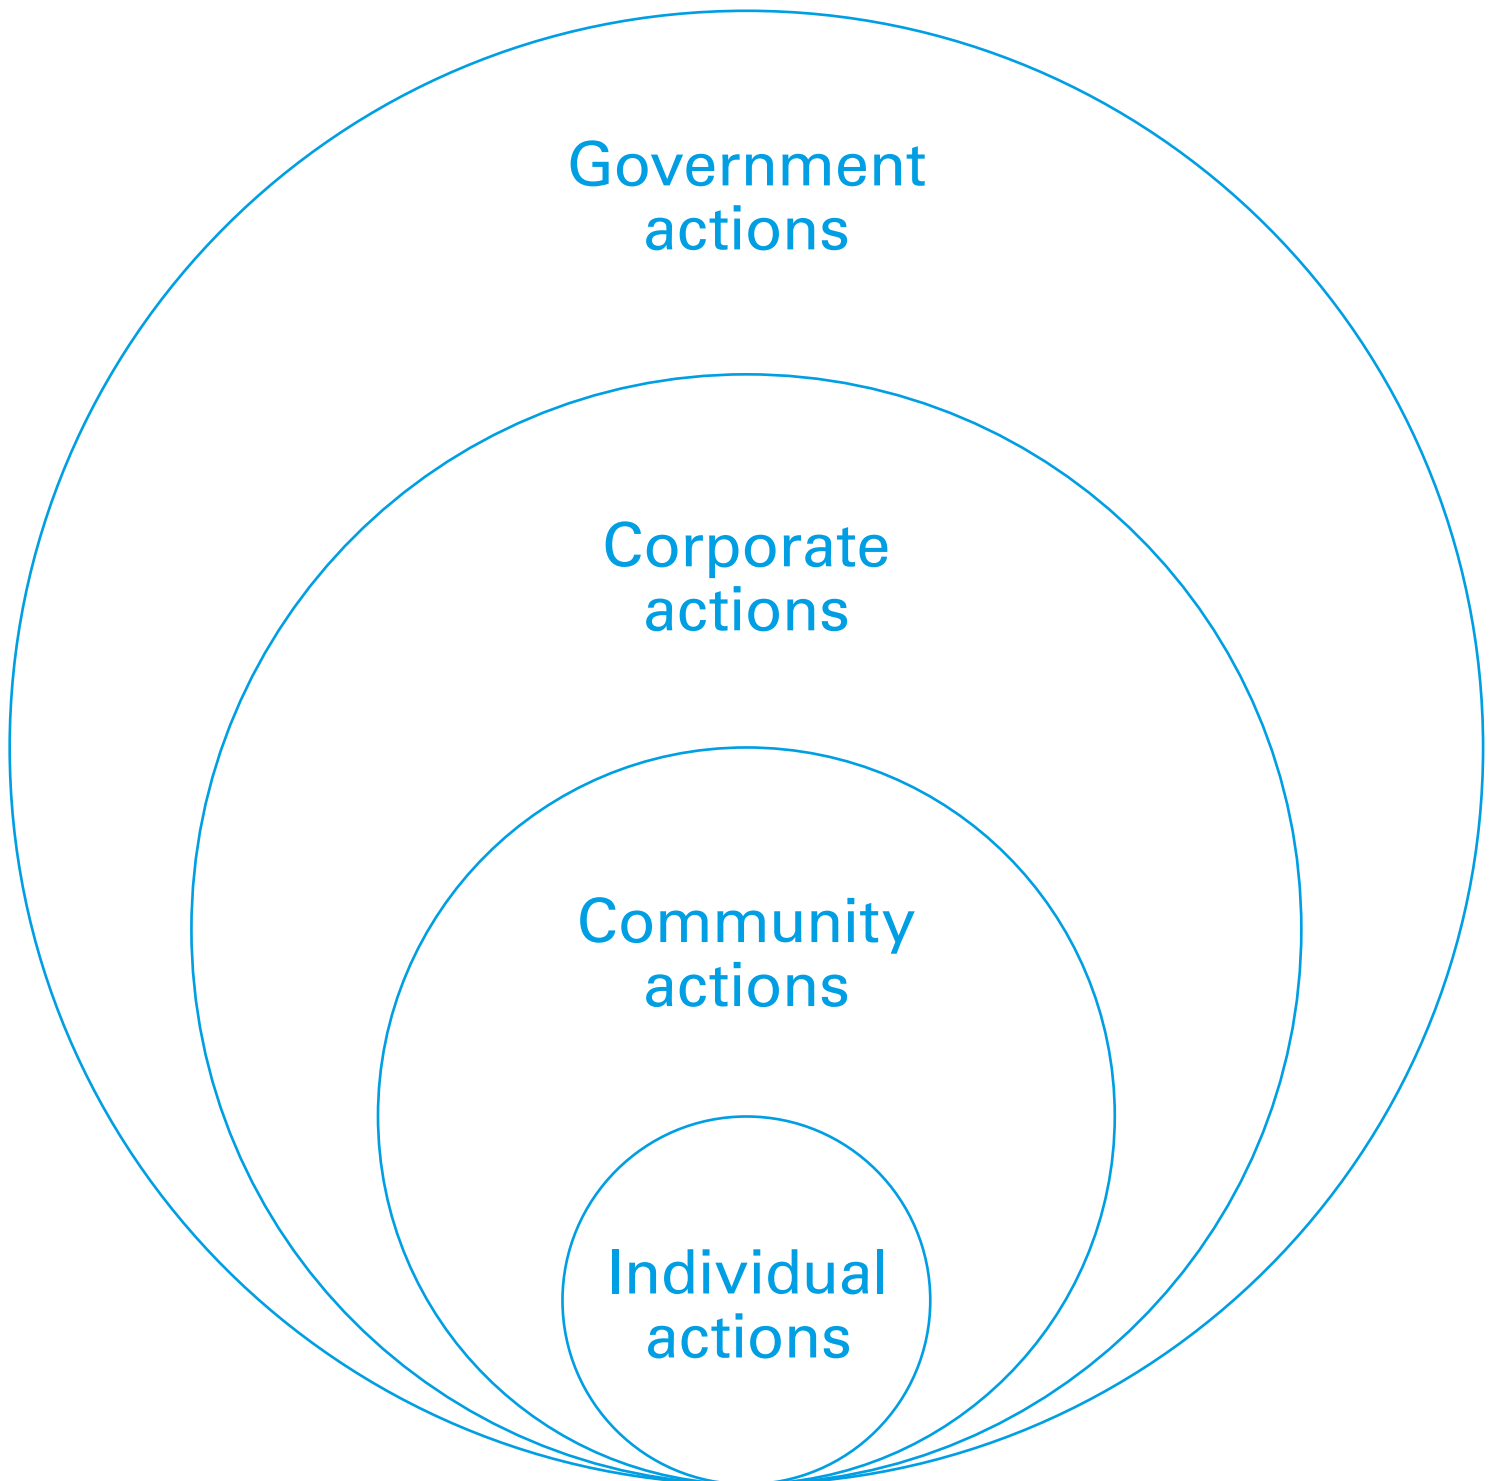 Government
actions
Corporate
actions
Community
actions
Individual
actions